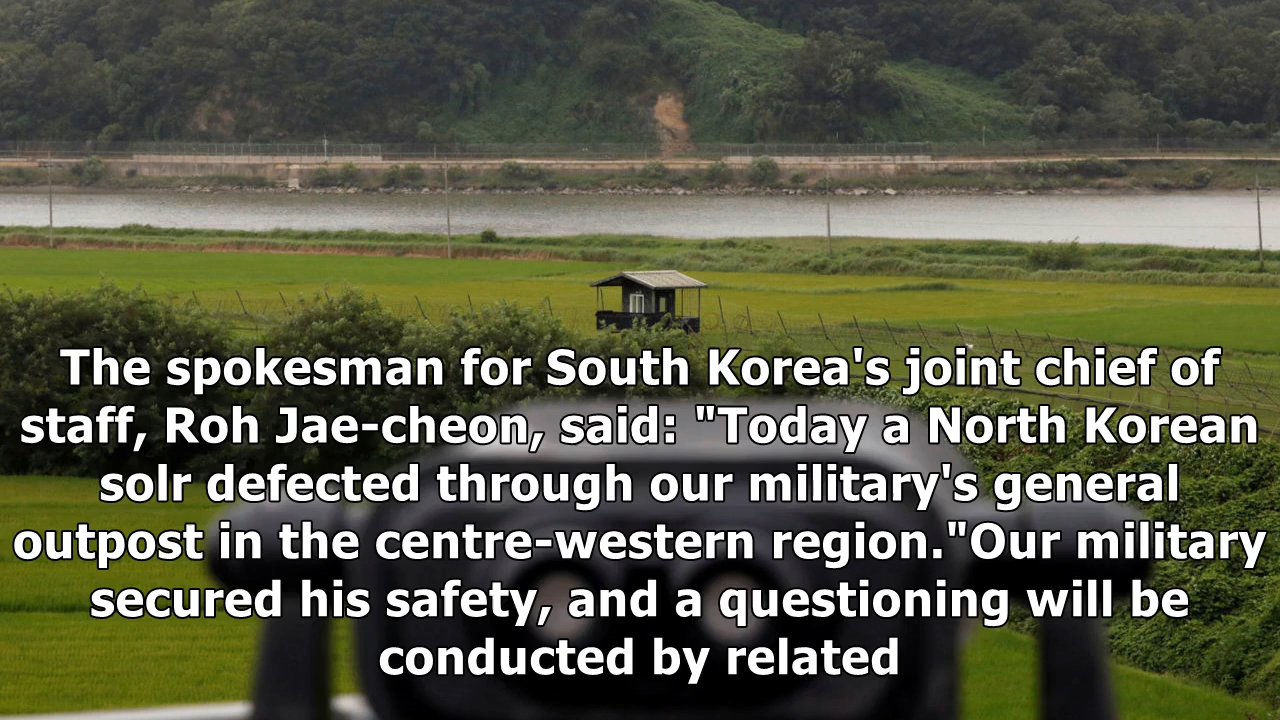 The spokesman for South Korea's joint chief of
staff, Roh Jae-cheon, said: "Today a North Korean
solr defected through our military's general
outpost in the centre-western region."Our military
secured his safety, and a questioning will be
conducted by related